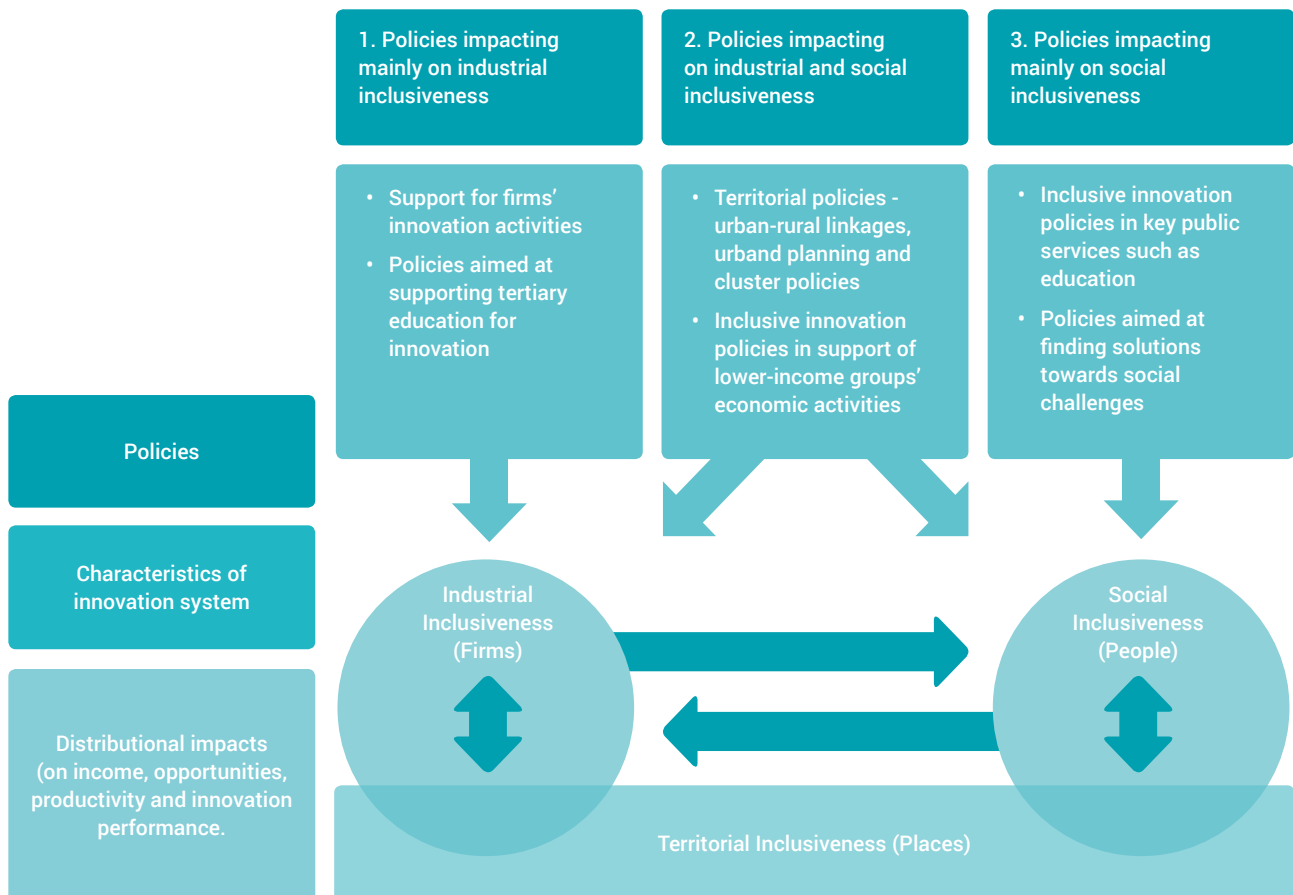 1. Policies impacting
mainly on industrial
inclusiveness
2. Policies impacting
on industrial and social
inclusiveness
3. Policies impacting
mainly on social
inclusiveness
• Support for firms’
innovation activities
• Policies aimed at
supporting tertiary
education for
innovation
• Territorial policies -
urban-rural linkages,
urband planning and
cluster policies
• Inclusive innovation
policies in support of
lower-income groups’
economic activities
• Inclusive innovation
policies in key public
services such as
education
• Policies aimed at
finding solutions
towards social
challenges
Policies
Characteristics of
innovation system
Distributional impacts
(on income, opportunities,
productivity and innovation
performance.
Industrial
Inclusiveness
(Firms)
Social
Inclusiveness
(People)
Territorial Inclusiveness (Places)